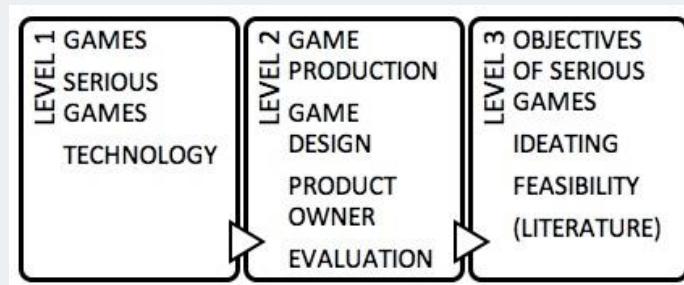 LEVEL 1
GAMES
SERIOUS
GAMES
TECHNOLOGY
LEVEL 2
GAME
PRODUCTION
GAME
DESIGN
PRODUCT
OWNER
EVALUATION
LEVEL 3
OBJECTIVES
OF SERIOUS
GAMES
IDEATING
FEASIBILITY
(LITERATURE)